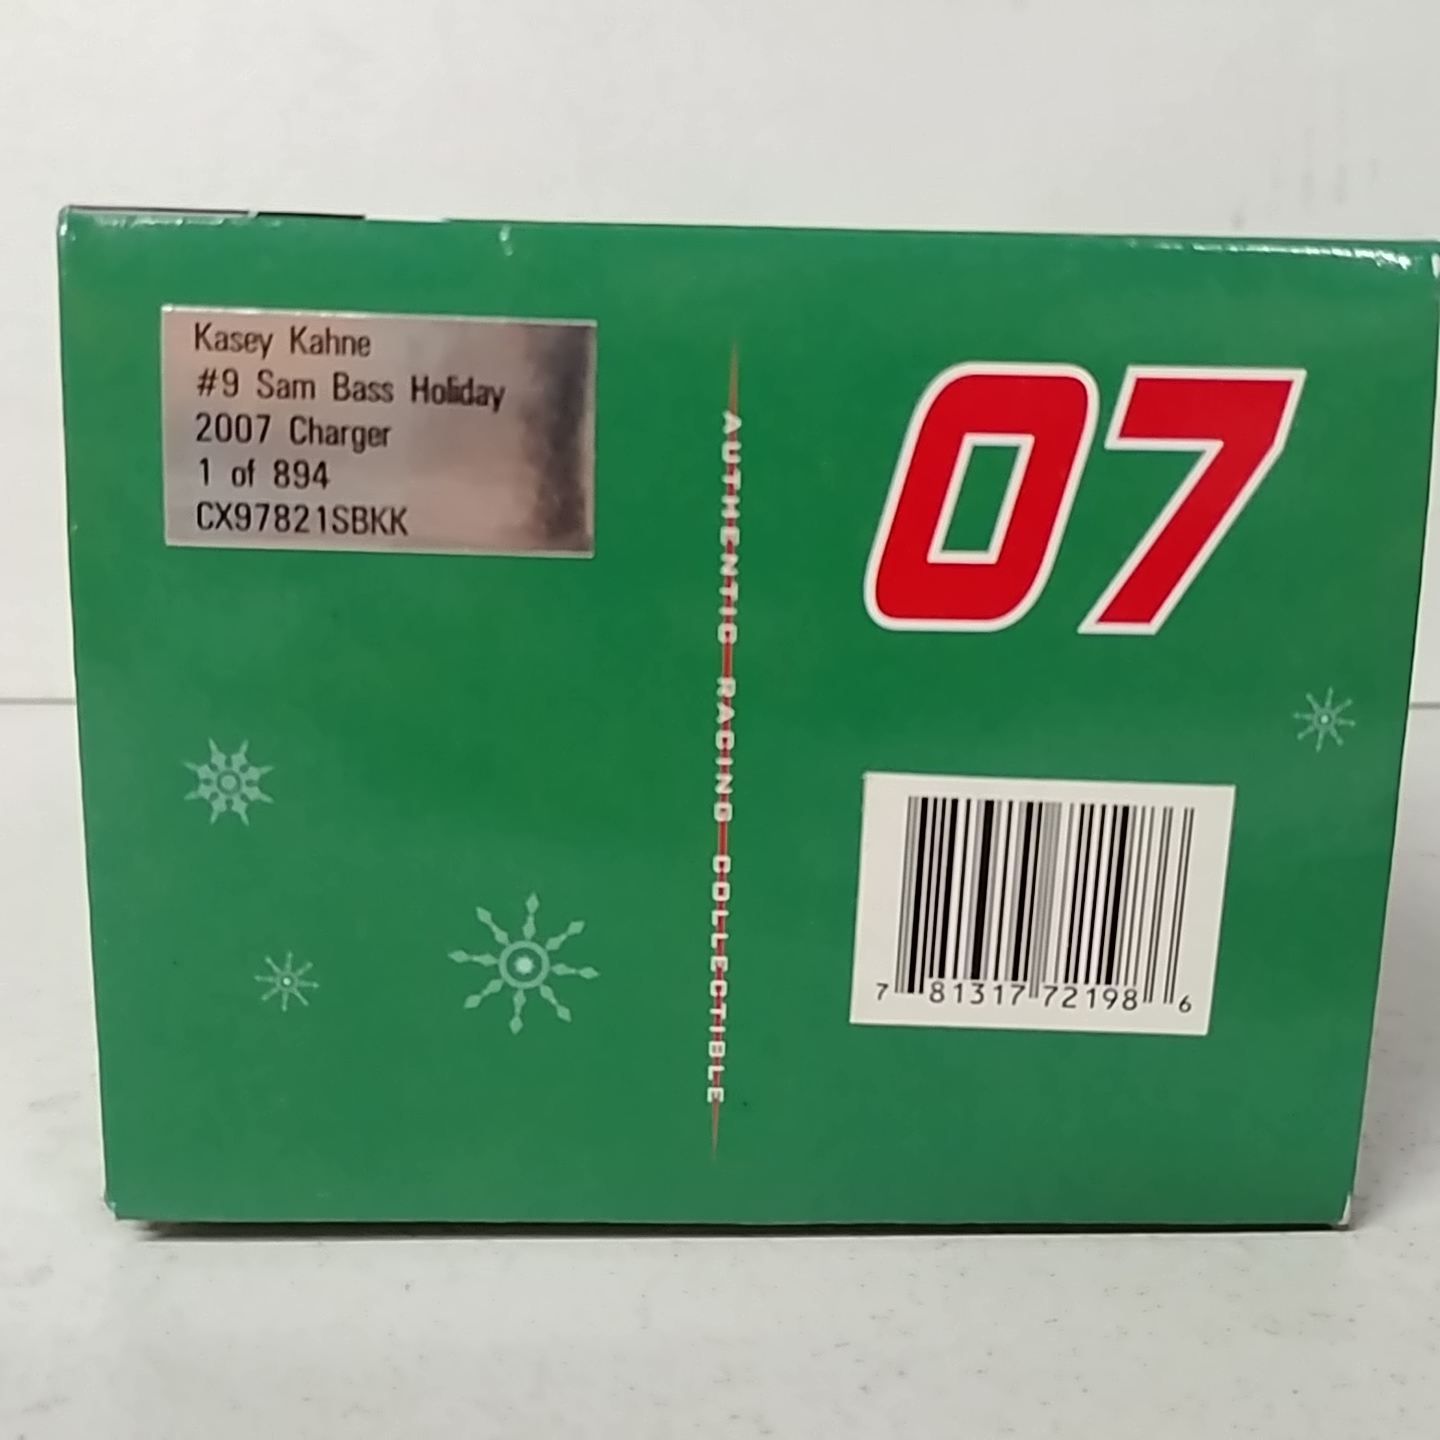 Kasey Kahne
#9 Sam Bass Holiday
2007 Charger
1 of 894
CX97821SBKK
AUTHENTIC RACING COLLECTIBLE
07
7 81317 72198 6